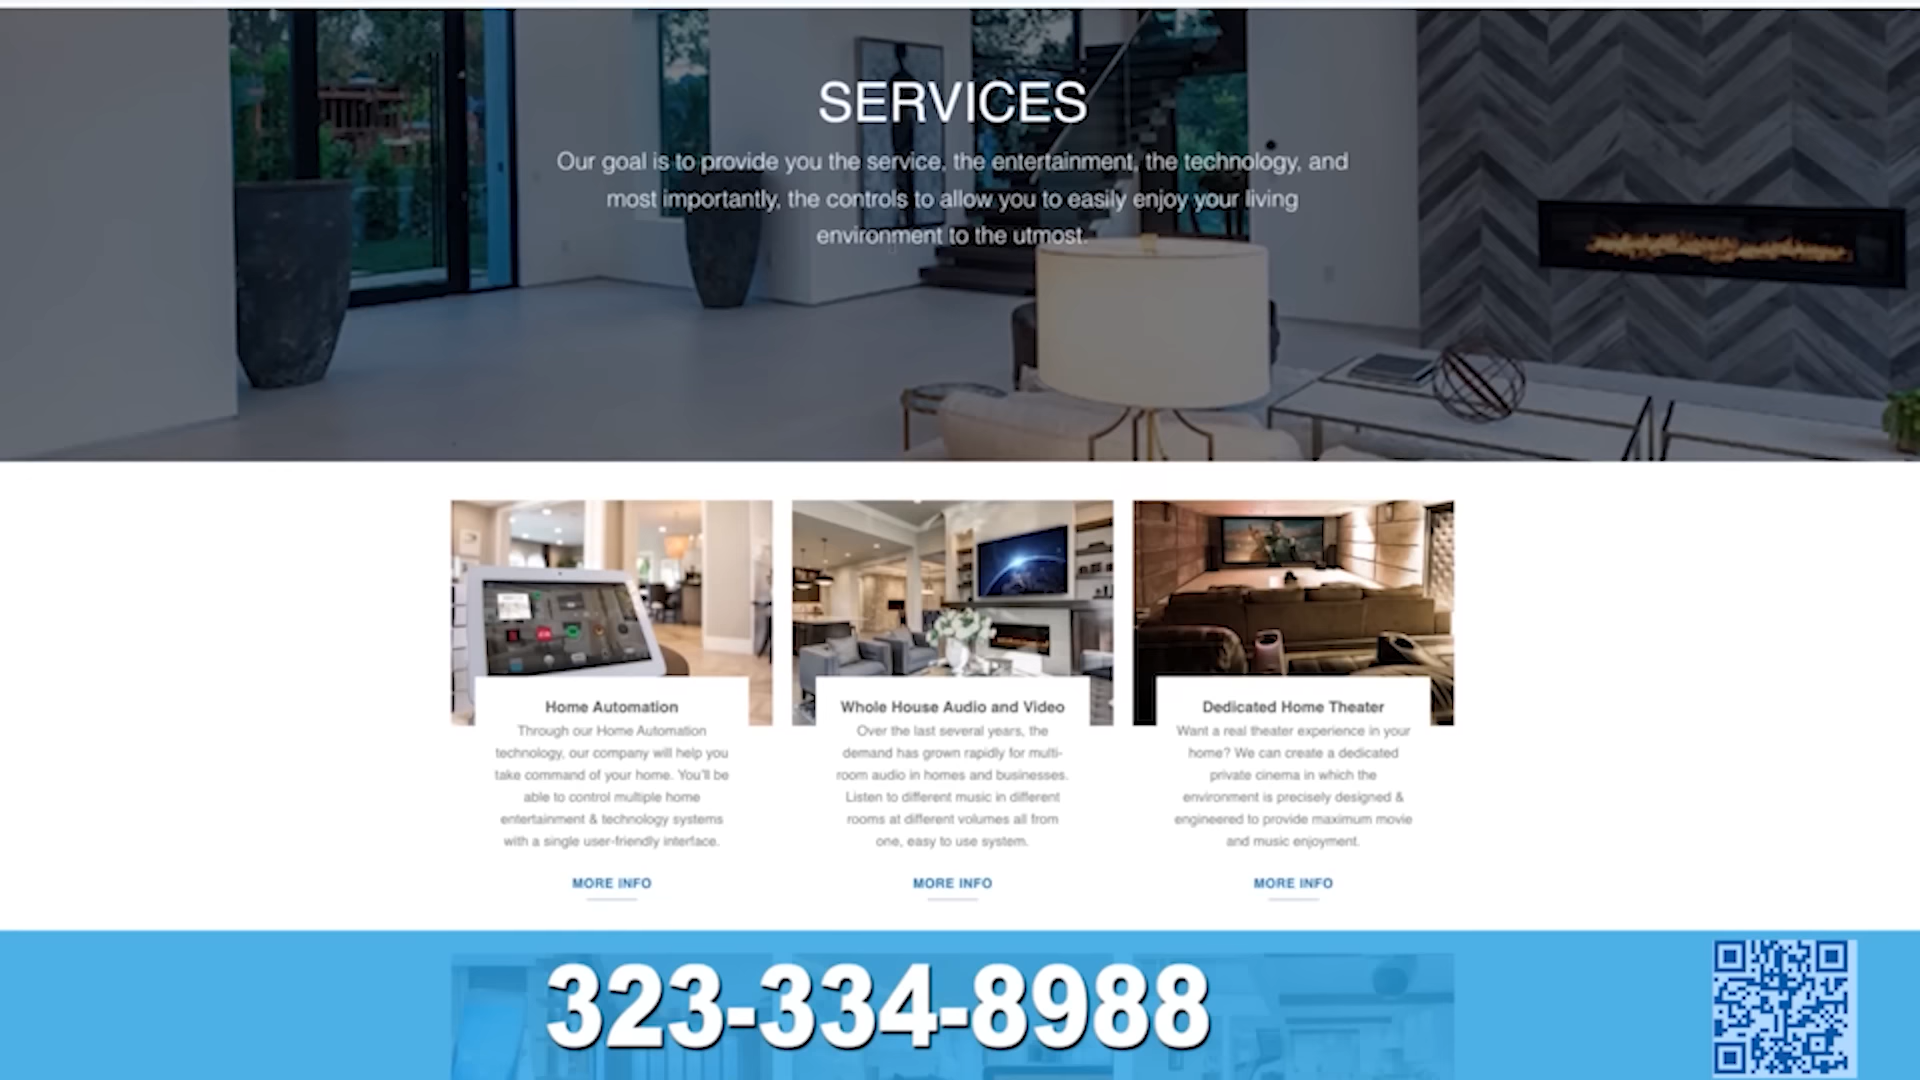 SERVICES
Our goal is to provide you the service, the entertainment, the technology, and
most importantly, the controls to allow you to easily enjoy your living
environment to the utmost.
Home Automation
Through our Home Automation
technology, our company will help you
take command of your home. You'll be
able to control multiple home
entertainment & technology systems
with a single user-friendly interface.
MORE INFO
Whole House Audio and Video
Over the last several years, the
demand has grown rapidly for multi-
room audio in homes and businesses.
Listen to different music in different
rooms at different volumes all from
one, easy to use system.
MORE INFO
Dedicated Home Theater
Want a real theater experience in your
home? We can create a dedicated
private cinema in which the
environment is precisely designed &
engineered to provide maximum movie
and music enjoyment.
MORE INFO
323-334-8988